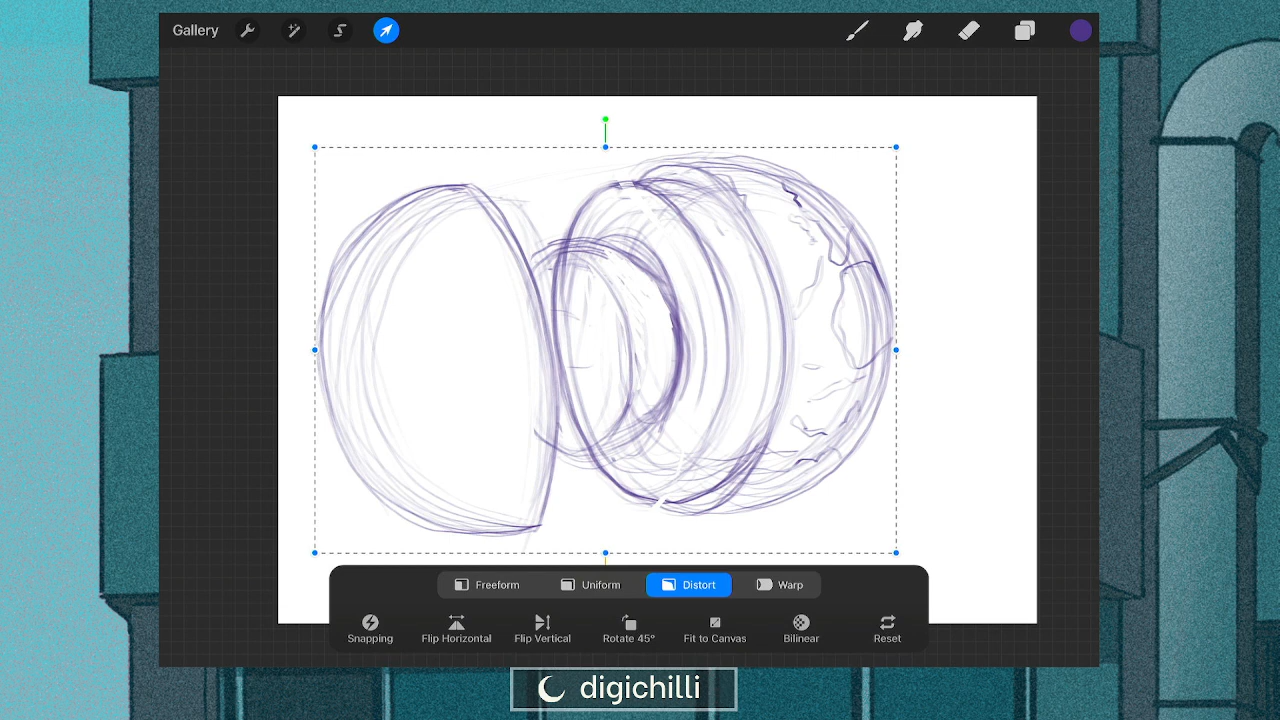 Gallery
Freeform Uniform Distort Warp
Snapping Flip Horizontal Flip Vertical Rotate 45° Fit to Canvas Bilinear Reset
digichilli